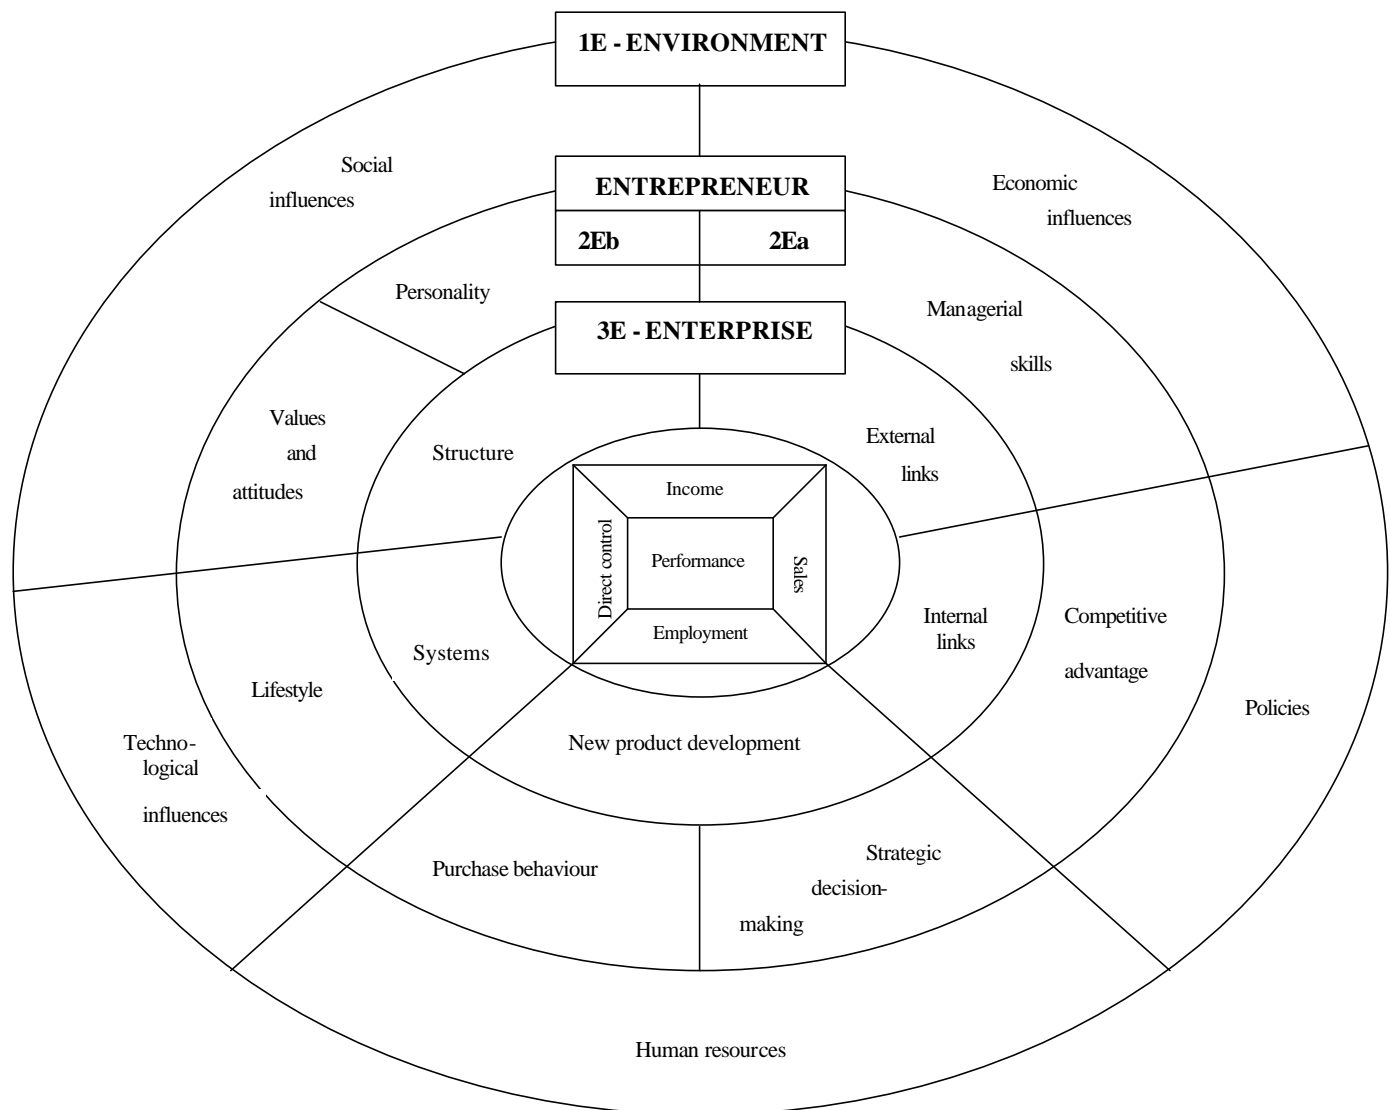 1E - ENVIRONMENT
Social
influences
Economic
influences
ENTREPRENEUR
2Eb
2Ea
Personality
Managerial
skills
3E - ENTERPRISE
Values
and
attitudes
Structure
External
links
Income
Direct control
Performance
Sales
Employment
Internal
links
Competitive
advantage
Systems
Lifestyle
Policies
Techno-
logical
influences
New product development
Purchase behaviour
Strategic
decision-
making
Human resources